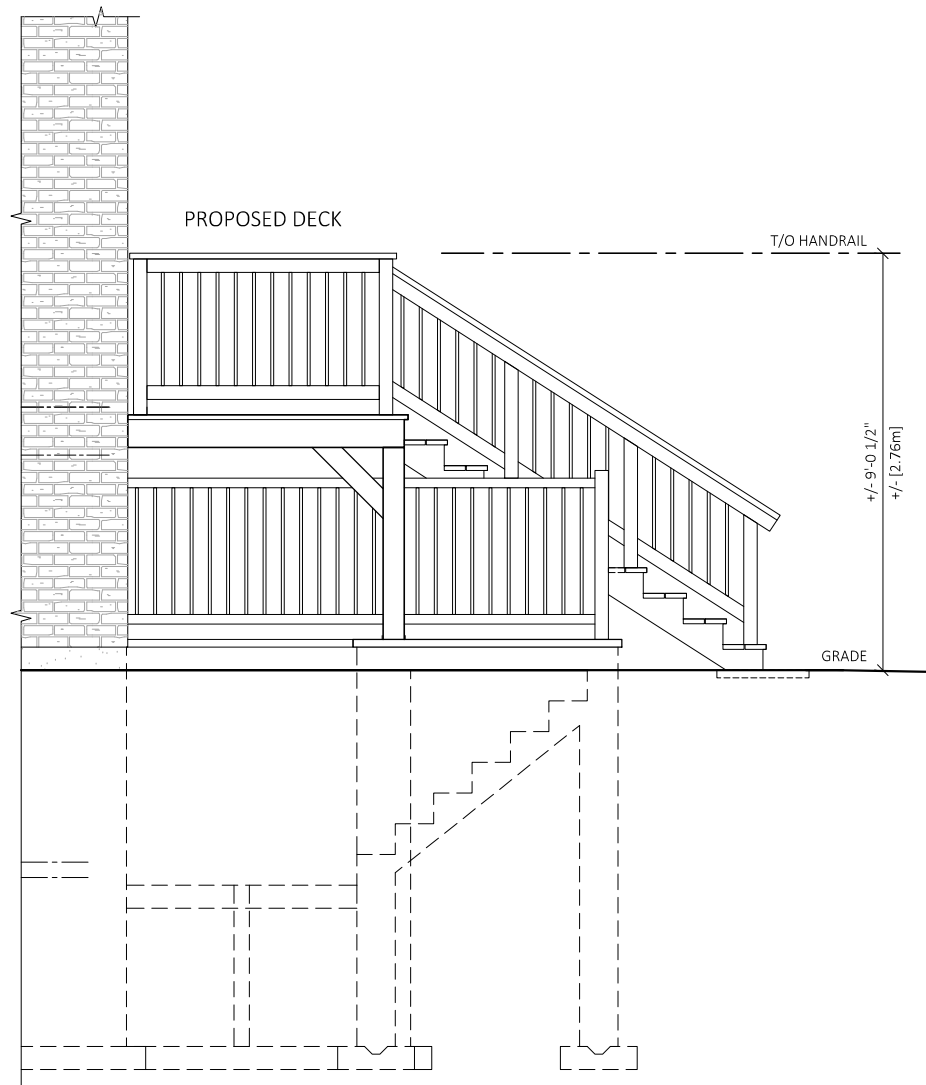 PROPOSED DECK
T/O HANDRAIL
+/- 9'-0 1/2"
+/- [2.76m]
GRADE